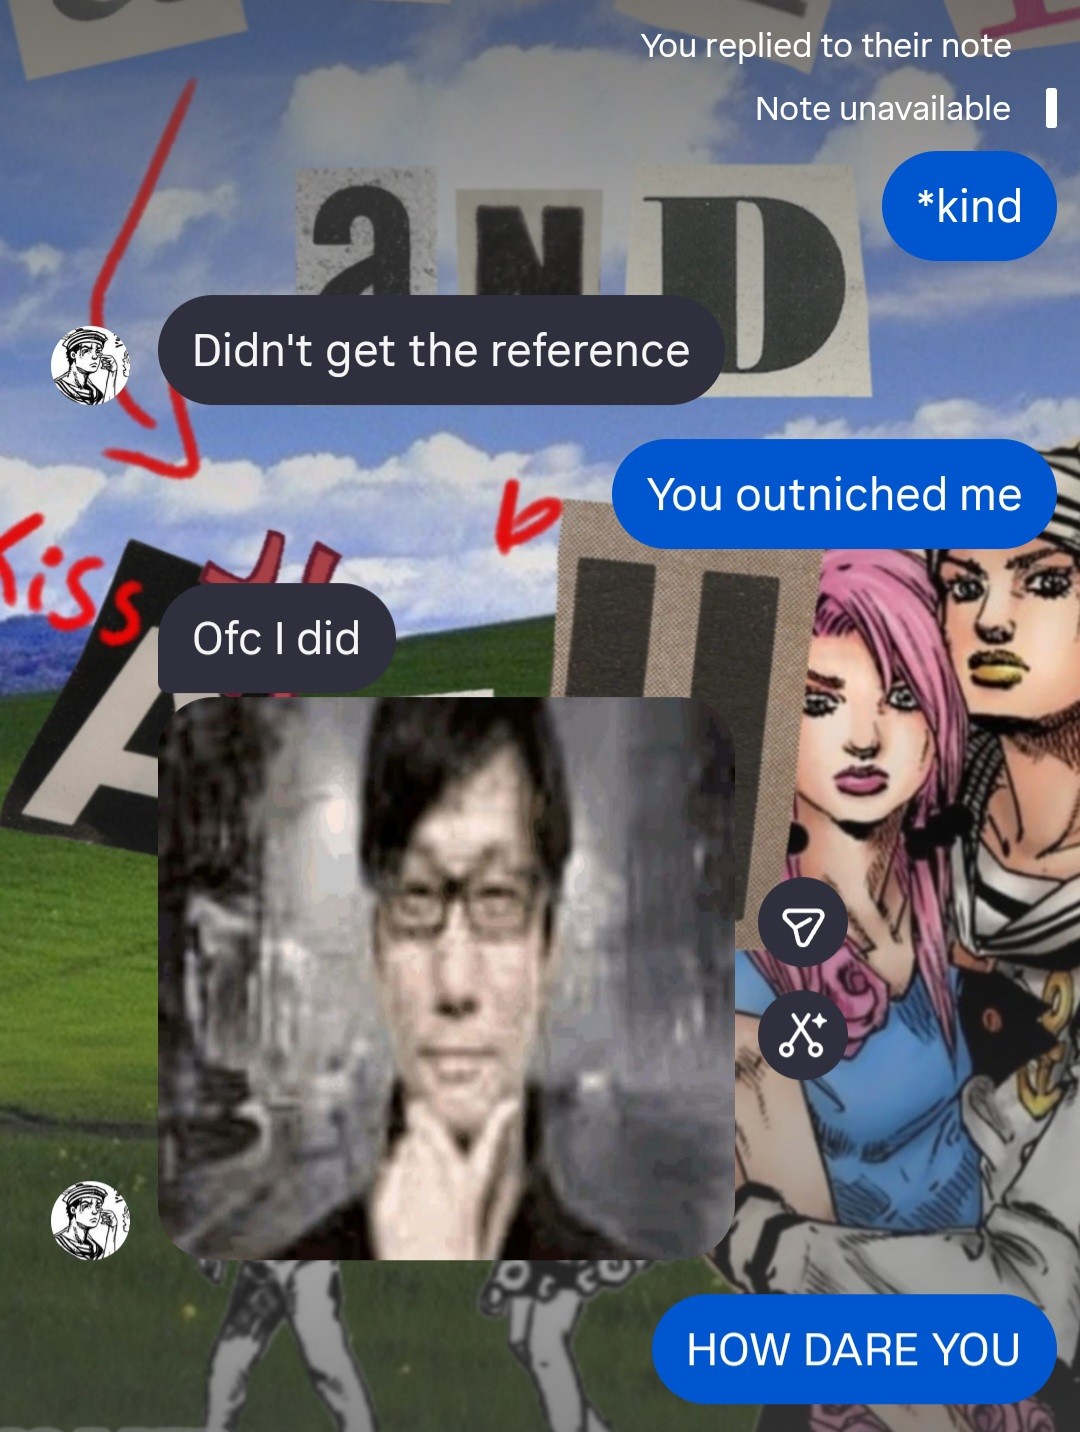 You replied to their note
Note unavailable
*kind
aND
Didn't get the reference
You outniched me
b
Kiss
Ofc I did
A
HOW DARE YOU